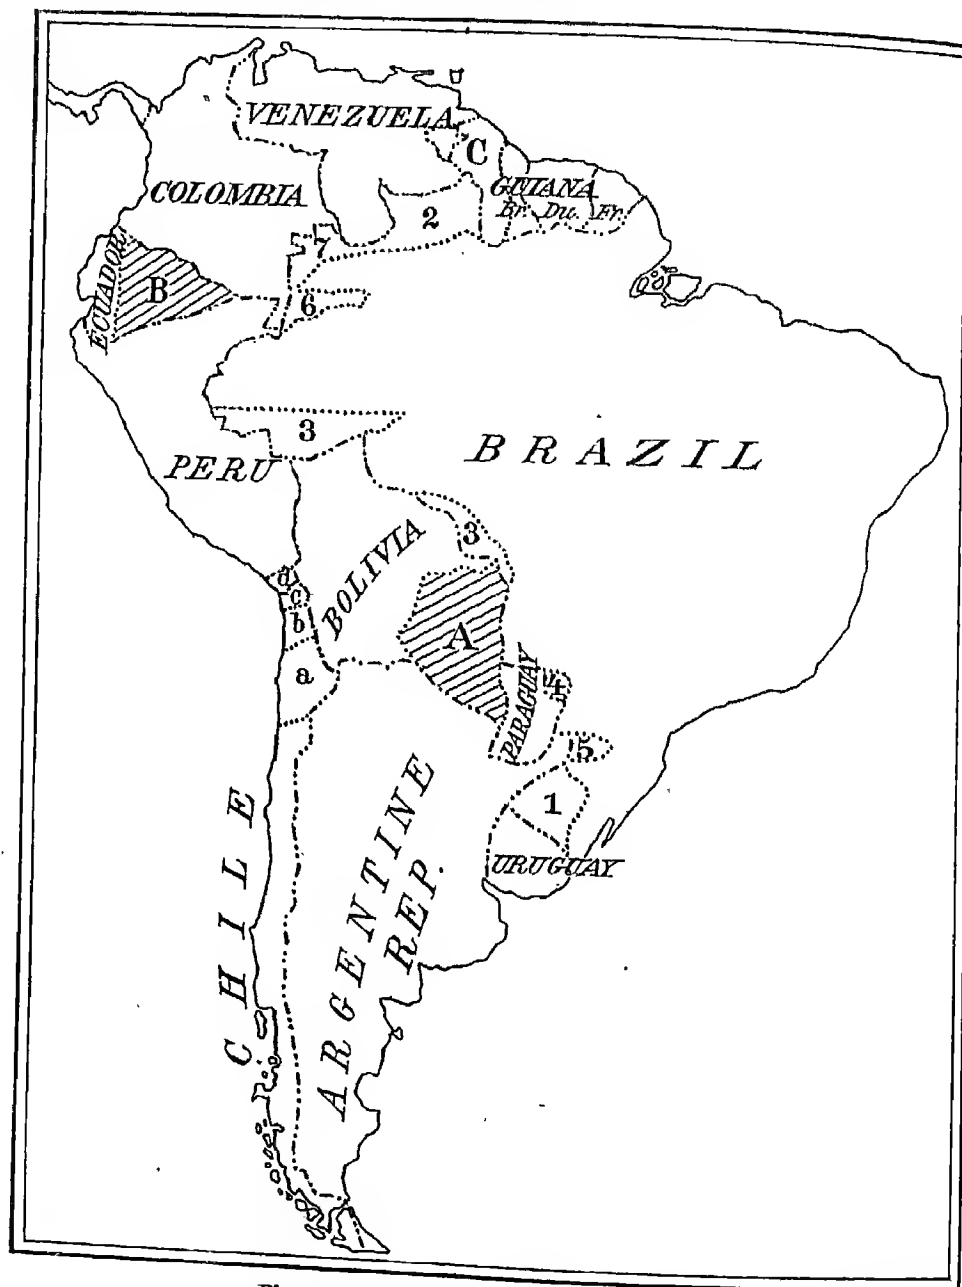 VENEZUELA
C
COLOMBIA
GUIANA
Br. Du. Fr.
2
7
ECUADOR
B
6
3
BRAZIL
PERU
3
BOLIVIA
d
c
b
A
a
PARAGUAY
4
5
1
URUGUAY
CHILE
ARGENTINE
REP.